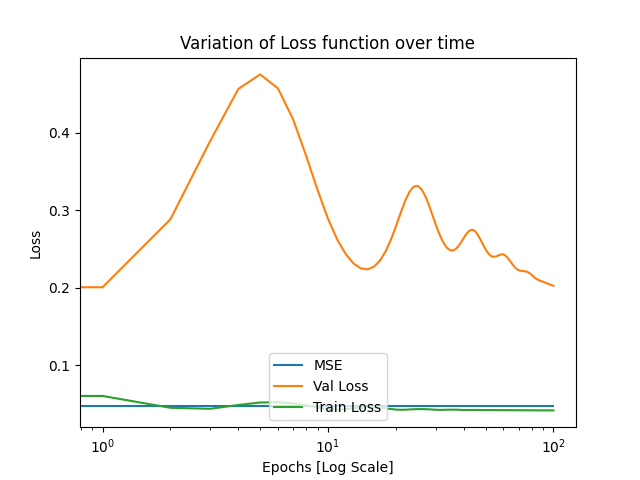 Variation of Loss function over time
Loss
0.4
0.3
0.2
0.1
MSE
Val Loss
Train Loss
10⁰
10¹
10²
Epochs [Log Scale]